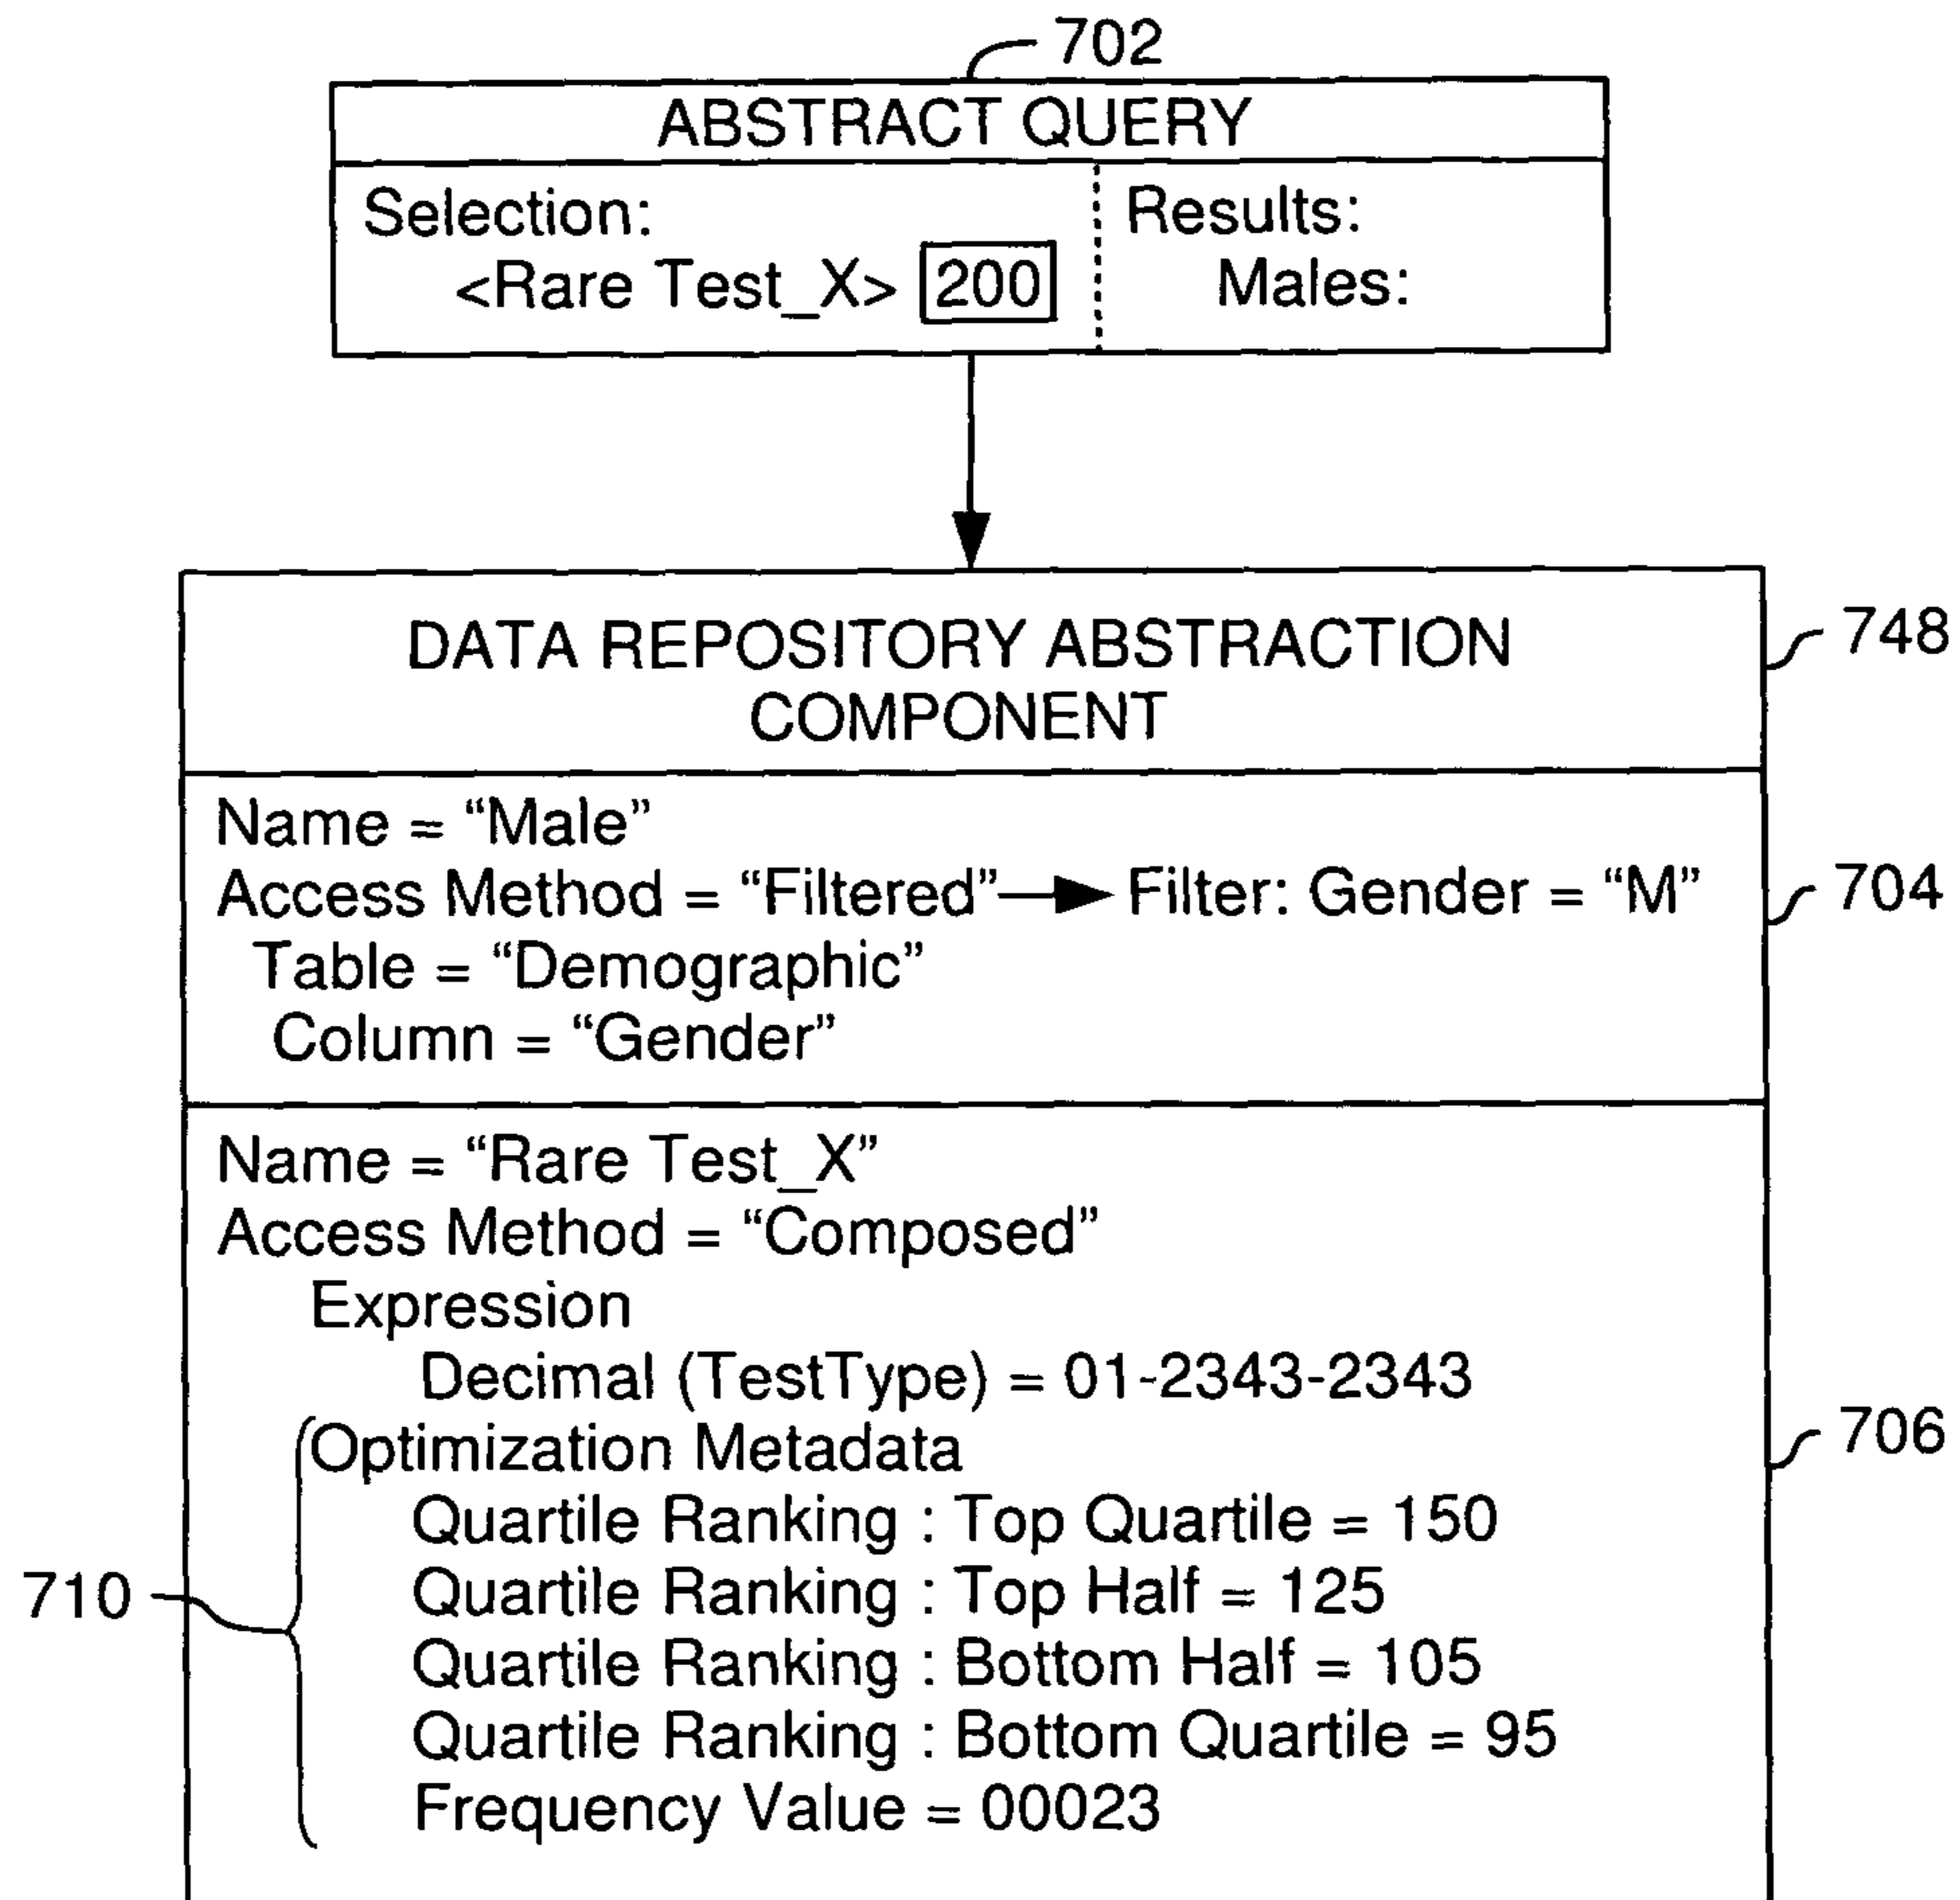 702
ABSTRACT QUERY
Selection:
<Rare Test_X> 200
Results:
Males:
DATA REPOSITORY ABSTRACTION
COMPONENT
748
Name = “Male”
Access Method = “Filtered” Filter: Gender = “M”
704
Table = “Demographic”
Column = “Gender”
Name = “Rare Test_X”
Access Method = “Composed”
Expression
Decimal (TestType) = 01-2343-2343
Optimization Metadata
706
Quartile Ranking : Top Quartile = 150
Quartile Ranking : Top Half = 125
710
Quartile Ranking : Bottom Half = 105
Quartile Ranking : Bottom Quartile = 95
Frequency Value = 00023